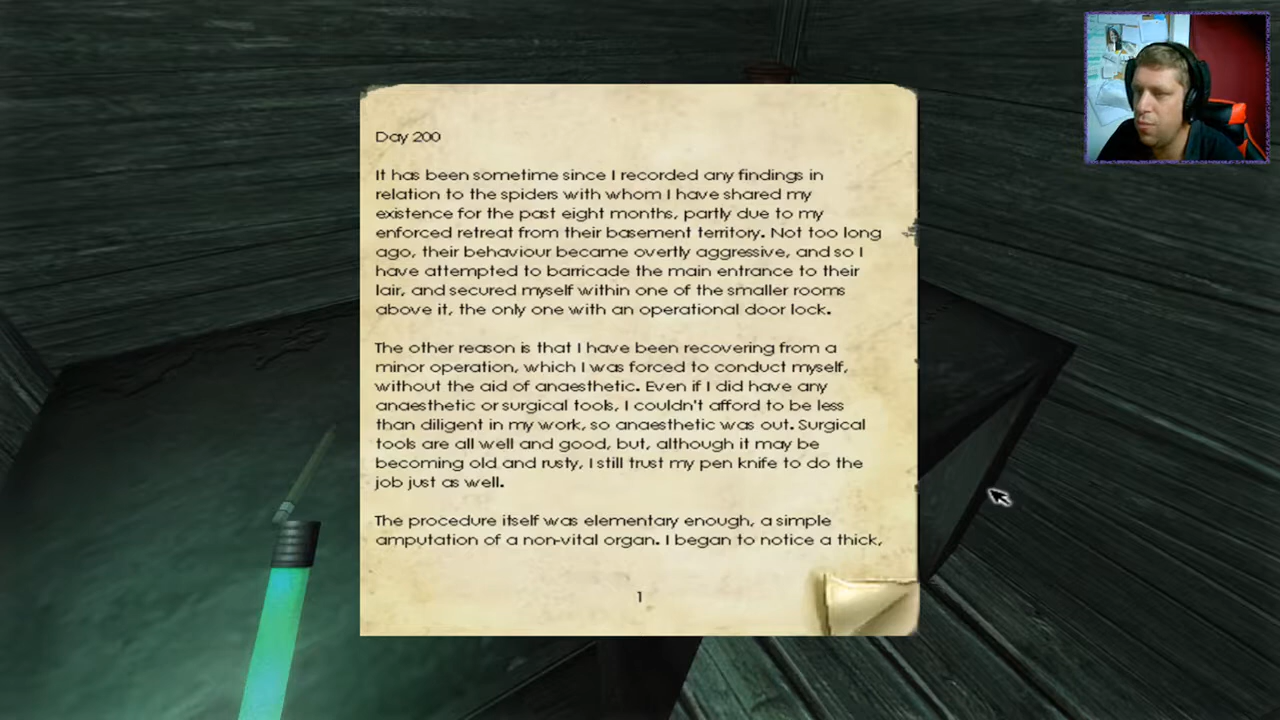 Day 200
It has been sometime since I recorded any findings in
relation to the spiders with whom I have shared my
existence for the past eight months, partly due to my
enforced retreat from their basement territory. Not too long
ago, their behaviour became overtly aggressive, and so I
have attempted to barricade the main entrance to their
lair, and secured myself within one of the smaller rooms
above it, the only one with an operational door lock.
The other reason is that I have been recovering from a
minor operation, which I was forced to conduct myself,
without the aid of anaesthetic. Even if I did have any
anaesthetic or surgical tools, I couldn't afford to be less
than diligent in my work, so anaesthetic was out. Surgical
tools are all well and good, but, although it may be
becoming old and rusty, I still trust my pen knife to do the
job just as well.
The procedure itself was elementary enough, a simple
amputation of a non-vital organ. I began to notice a thick,
1